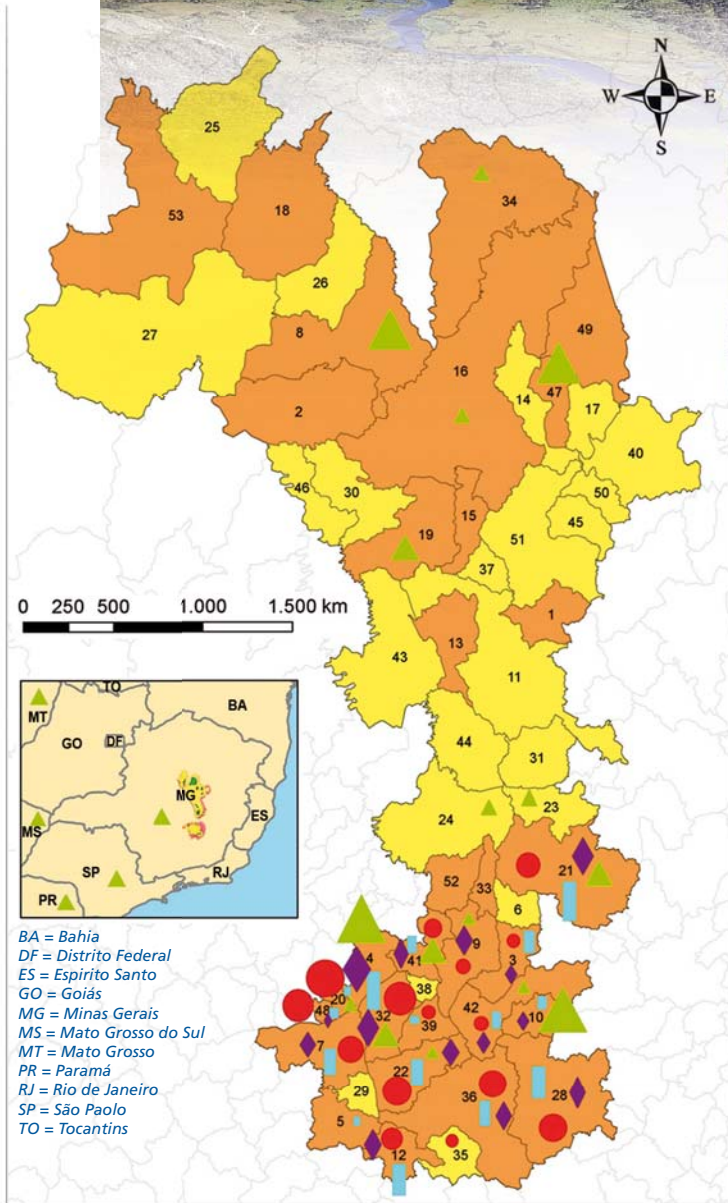 N
W E
S
25
53
18
34
26
27
8
49
16
2
14
47
17
40
46
30
50
19
15
45
51
37
0 250 500 1.000 1.500 km
1
13
43
11
TO
MT
BA
GO
DF
44
31
MG
ES
MS
24
23
SP
RJ
PR
52
33
21
6
BA = Bahia
DF = Distrito Federal
ES = Espirito Santo
GO = Goiás
MG = Minas Gerais
MS = Mato Grosso do Sul
MT = Mato Grosso
PR = Paramá
RJ = Rio de Janeiro
SP = São Paolo
TO = Tocantins
9
4
41
3
38
20
48
32
39
42
10
7
22
29
36
28
5
12
35